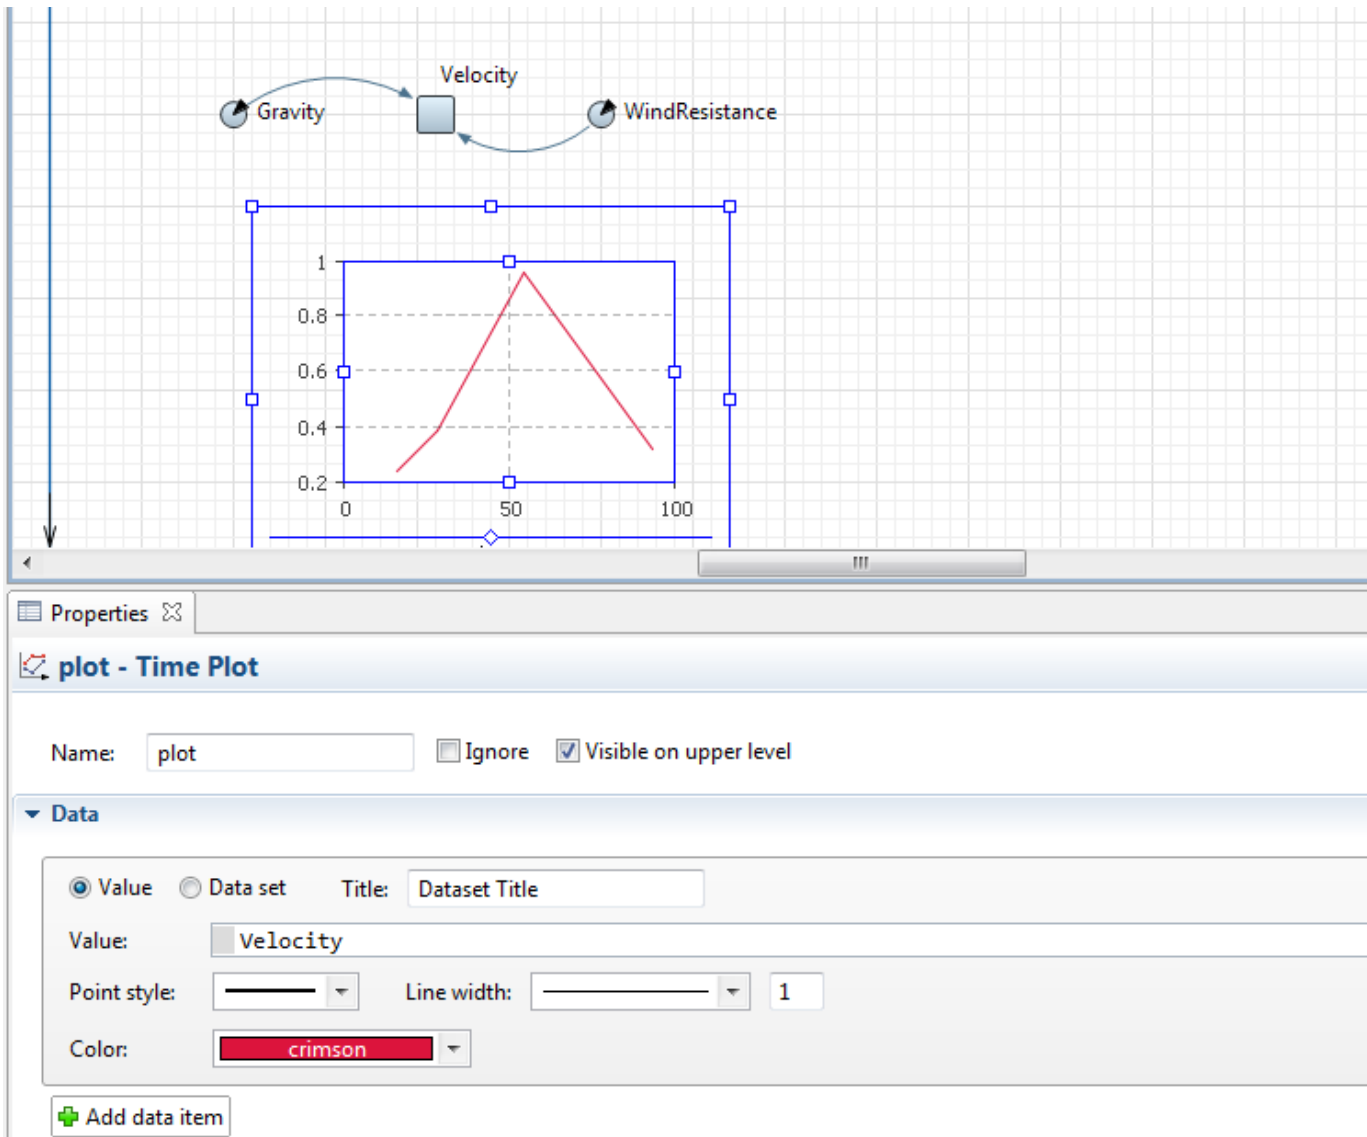 Velocity
Gravity
WindResistance
1
0.8
0.6
0.4
0.2
0 50 100
Properties
plot - Time Plot
Name: plot Ignore Visible on upper level
Data
Value Data set Title: Dataset Title
Value: Velocity
Point style: Line width: 1
Color: crimson
Add data item